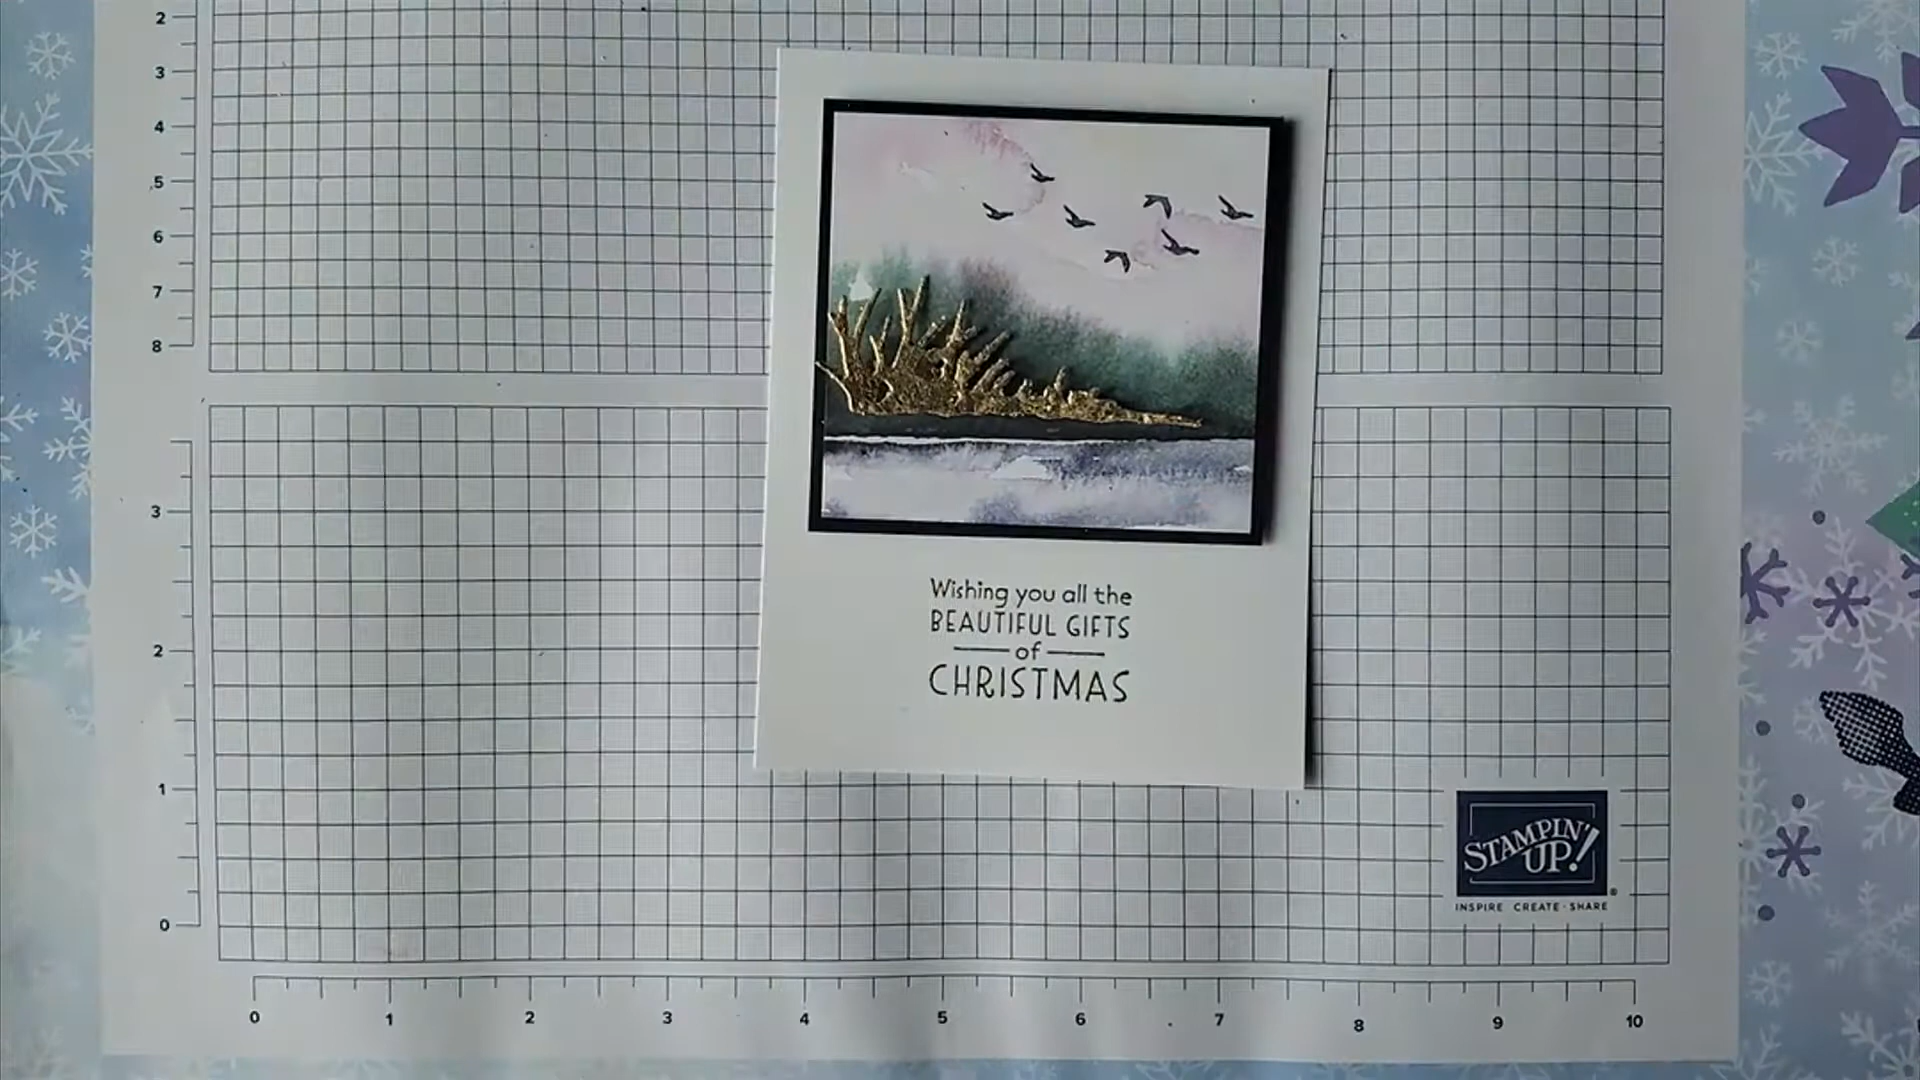 2
3
4
5
6
7
8
3
2
1
0
Wishing you all the
BEAUTIFUL GIFTS
of
CHRISTMAS
STAMPIN'
UP!®
INSPIRE · CREATE · SHARE
0 1 2 3 4 5 6 7 8 9 10